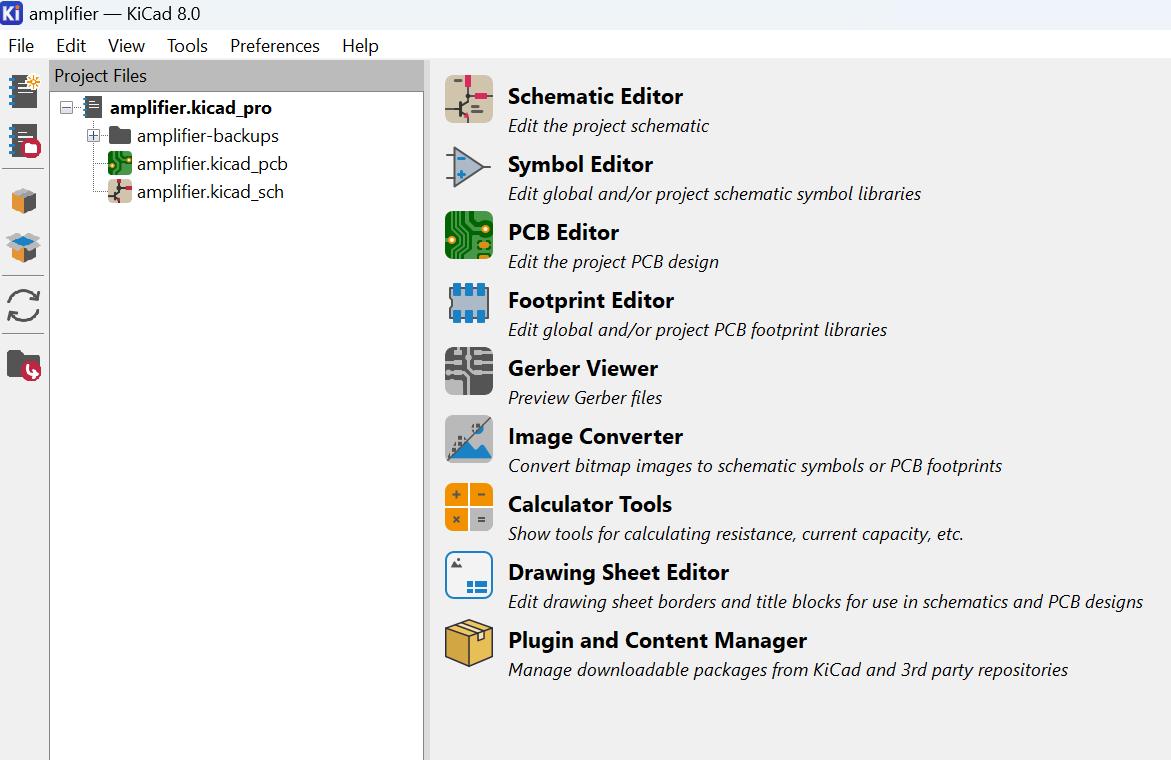 Ki amplifier — KiCad 8.0
File Edit View Tools Preferences Help
Project Files
amplifier.kicad_pro
amplifier-backups
amplifier.kicad_pcb
amplifier.kicad_sch
Schematic Editor
Edit the project schematic
Symbol Editor
Edit global and/or project schematic symbol libraries
PCB Editor
Edit the project PCB design
Footprint Editor
Edit global and/or project PCB footprint libraries
Gerber Viewer
Preview Gerber files
Image Converter
Convert bitmap images to schematic symbols or PCB footprints
Calculator Tools
Show tools for calculating resistance, current capacity, etc.
Drawing Sheet Editor
Edit drawing sheet borders and title blocks for use in schematics and PCB designs
Plugin and Content Manager
Manage downloadable packages from KiCad and 3rd party repositories